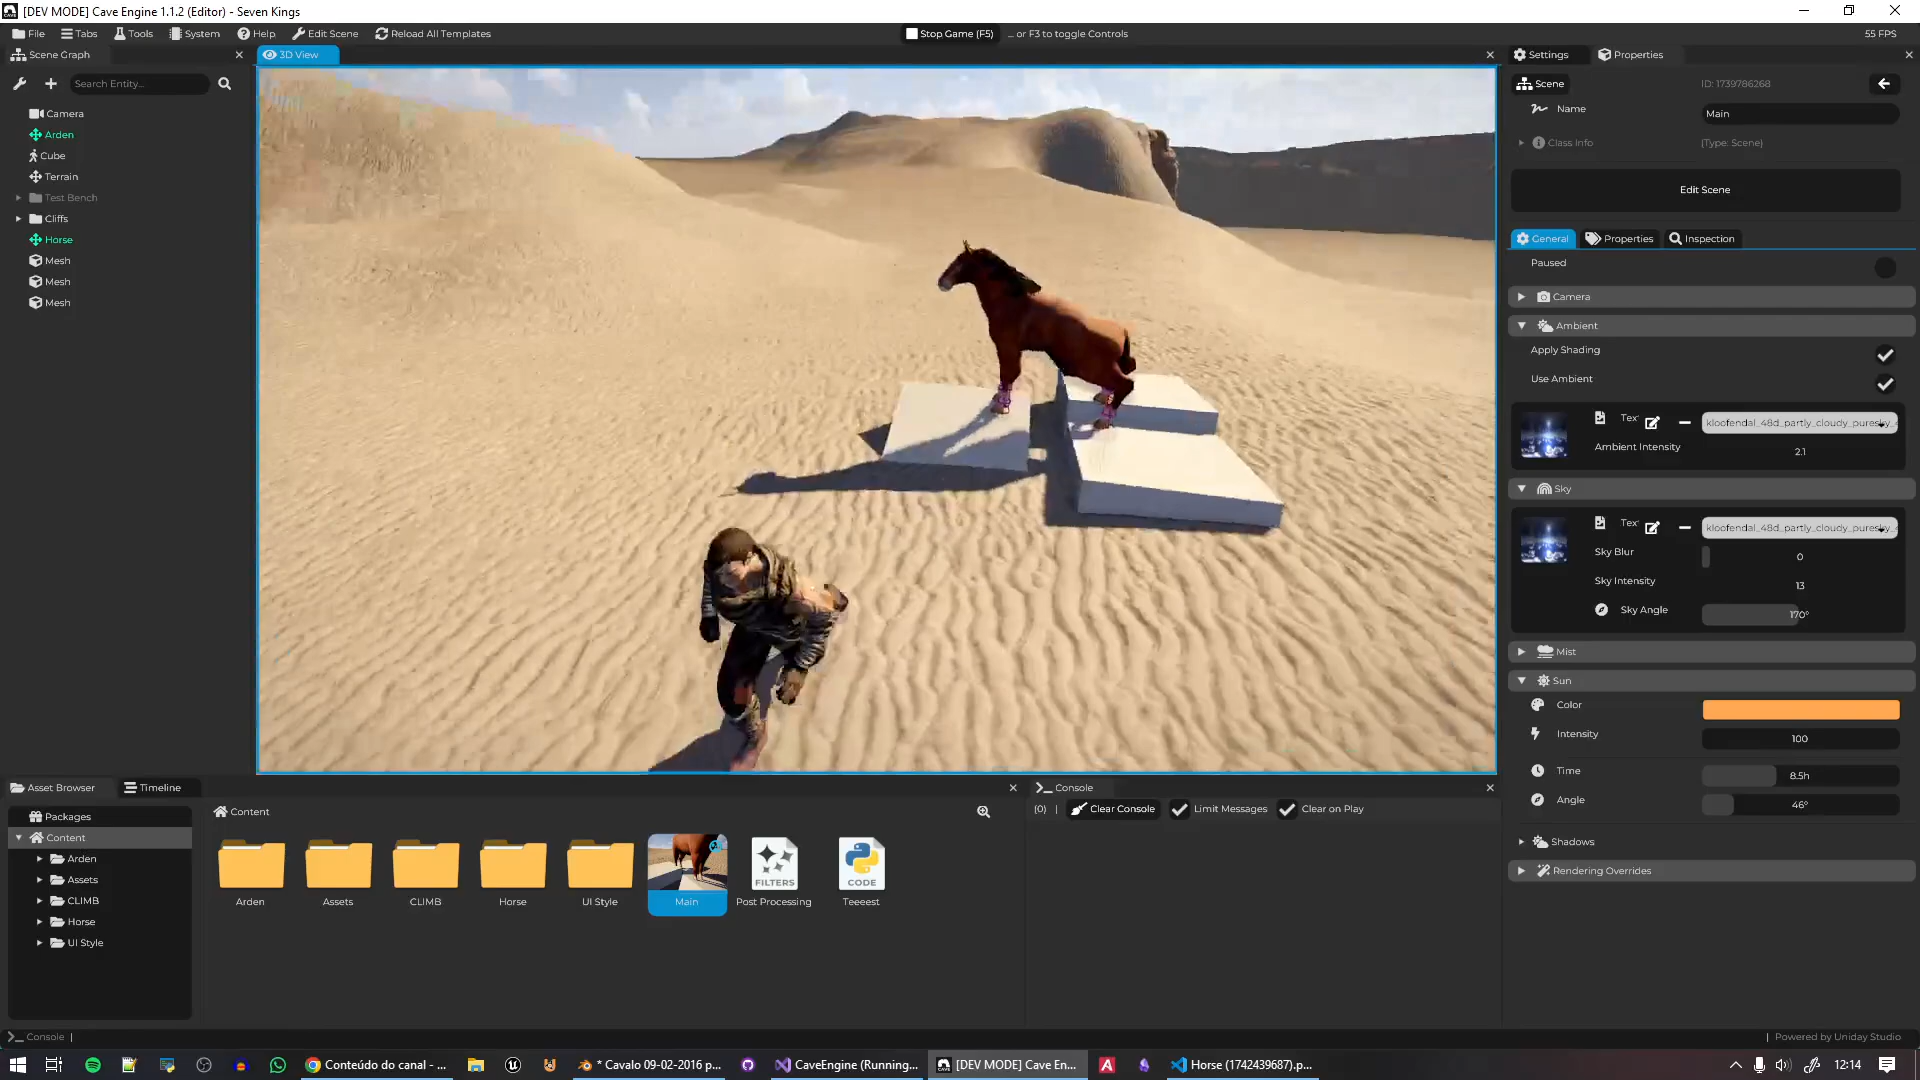 [DEV MODE] Cave Engine 1.1.2 (Editor) - Seven Kings
File Tabs Tools System Help Edit Scene Reload All Templates
Stop Game (F5) ... or F3 to toggle Controls
55 FPS
Scene Graph
3D View
Settings
Properties
Search Entity...
Camera
Arden
Cube
Terrain
Test Bench
Cliffs
Horse
Mesh
Mesh
Mesh
Scene
ID: 1739786268
Name
Main
Class Info
(Type: Scene)
Edit Scene
General Properties Inspection
Paused
Camera
Ambient
Apply Shading
Use Ambient
Tex
kloofendal_48d_partly_cloudy_puresky_
Ambient Intensity
2.1
Sky
Tex
kloofendal_48d_partly_cloudy_puresky_
Sky Blur
0
Sky Intensity
13
Sky Angle
170°
Mist
Sun
Color
Intensity
100
Time
8.5h
Angle
46°
Shadows
Rendering Overrides
Asset Browser
Timeline
Packages
Content
Arden
Assets
CLIMB
Horse
UI Style
Content
FILTERS
CODE
Arden
Assets
CLIMB
Horse
UI Style
Main
Post Processing
Teeeest
Console
(0) | Clear Console Limit Messages Clear on Play
Console |
| Powered by Uniday Studio
Conteúdo do canal - ...
* Cavalo 09-02-2016 p...
CaveEngine (Running...
[DEV MODE] Cave En...
Horse (1742439687).p...
12:14